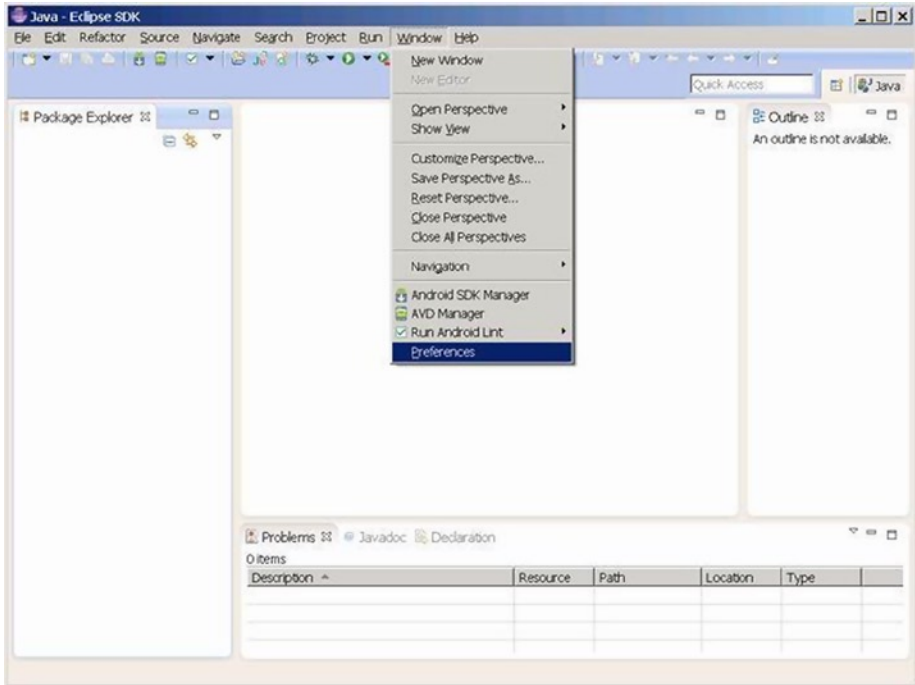 Java - Eclipse SDK
File Edit Refactor Source Navigate Search Project Run Window Help
New Window
New Editor
Quick Access
Java
Package Explorer
Open Perspective
Show View
Outline
An outline is not available.
Customize Perspective...
Save Perspective As...
Reset Perspective...
Close Perspective
Close All Perspectives
Navigation
Android SDK Manager
AVD Manager
Run Android Lint
Preferences
Problems Javadoc Declaration
0 items
Description Resource Path Location Type